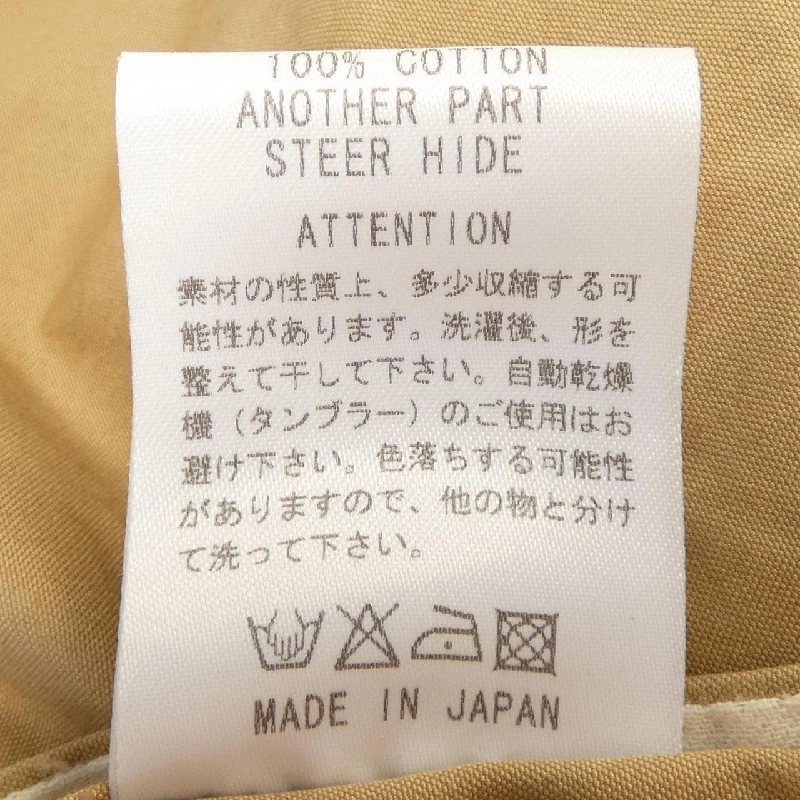 100% COTTON
ANOTHER PART
STEER HIDE
ATTENTION
素材の性質上、多少収縮する可
能性があります。洗濯後、形を
整えて干して下さい。自動乾燥
機（タンブラー）のご使用はお
避け下さい。色落ちする可能性
がありますので、他の物と分け
て洗って下さい。
MADE IN JAPAN